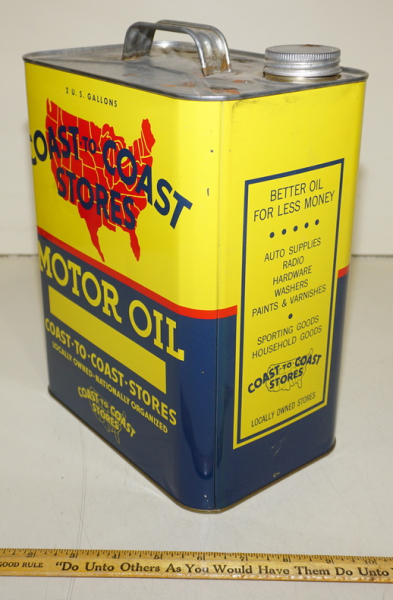 2 U.S. GALLONS
COAST-TO-COAST
STORES
MOTOR OIL
COAST-TO-COAST-STORES
LOCALLY OWNED-NATIONALLY ORGANIZED
COAST-TO-COAST
STORES
BETTER OIL
FOR LESS MONEY
AUTO SUPPLIES
RADIO
HARDWARE
WASHERS
PAINTS & VARNISHES
SPORTING GOODS
HOUSEHOLD GOODS
COAST-TO-COAST
STORES
LOCALLY OWNED STORES
GOOD RULE "Do Unto Others As You Would Have Them Do Unto